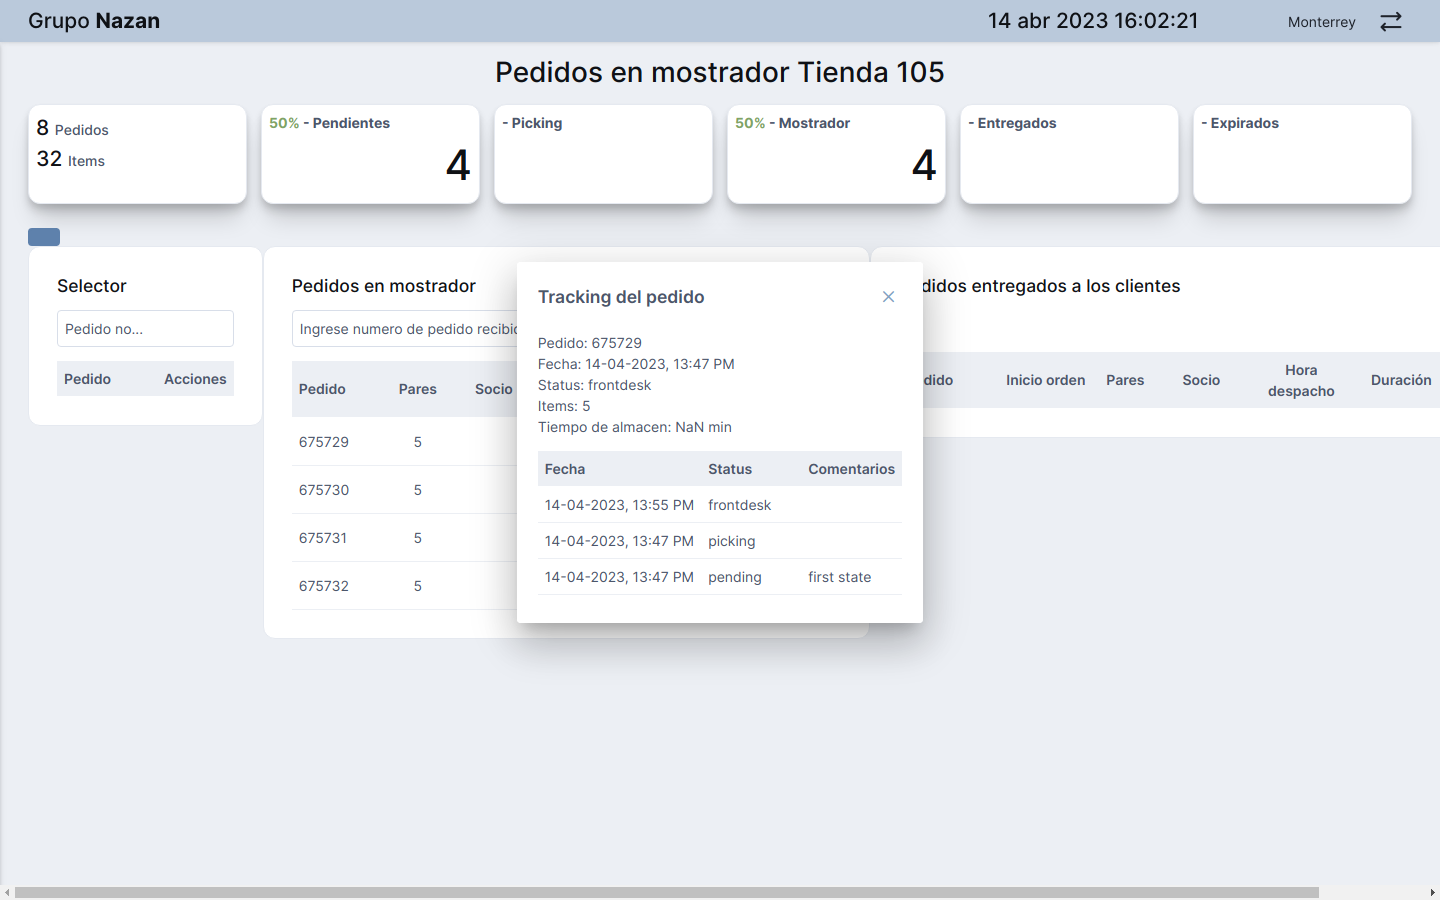 Grupo Nazan
14 abr 2023 16:02:21
Monterrey
Pedidos en mostrador Tienda 105
8 Pedidos
32 Items
50% - Pendientes
4
- Picking
50% - Mostrador
4
- Entregados
- Expirados
Selector
Pedido no...
Pedido Acciones
Pedidos en mostrador
Ingrese numero de pedido
Pedido Pares Socio
675729 5
675730 5
675731 5
675732 5
Tracking del pedido
Pedido: 675729
Fecha: 14-04-2023, 13:47 PM
Status: frontdesk
Items: 5
Tiempo de almacen: NaN min
Fecha Status Comentarios
14-04-2023, 13:55 PM frontdesk
14-04-2023, 13:47 PM picking
14-04-2023, 13:47 PM pending first state
entregados a los clientes
Inicio orden Pares Socio Hora despacho Duración